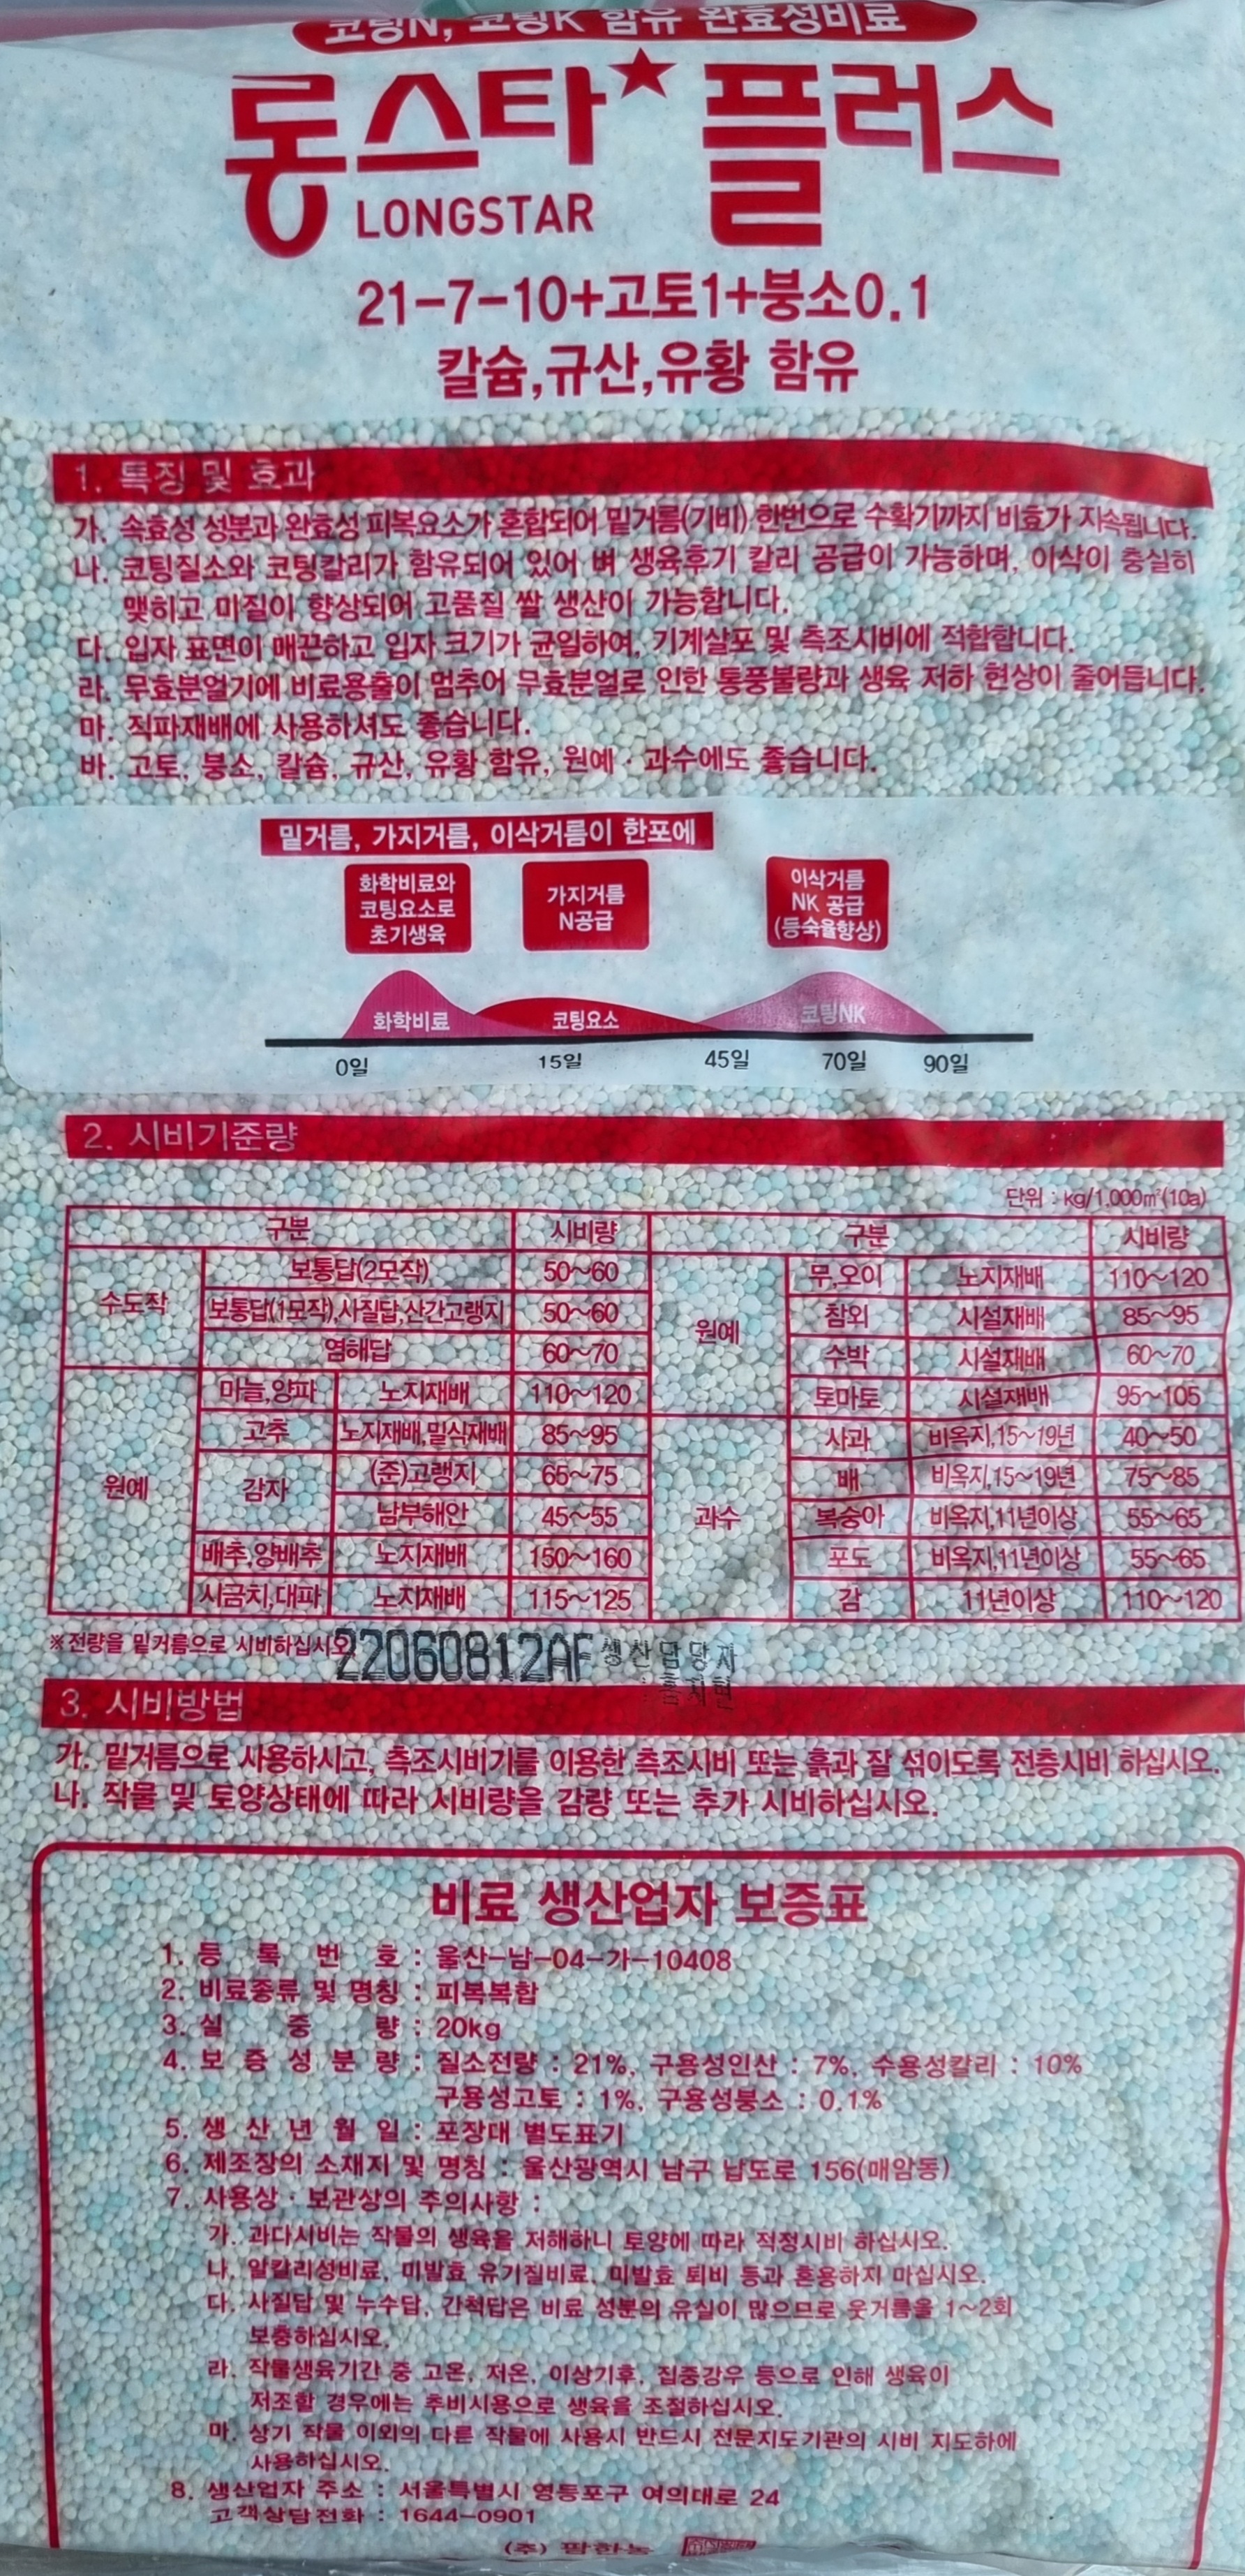 코팅N, 코팅K 함유 완효성비료
롱스타★플러스
LONGSTAR
21-7-10+고토1+붕소0.1
칼슘,규산,유황 함유
1. 특징 및 효과
가. 속효성 성분과 완효성 피복요소가 혼합되어 밑거름(기비) 한번으로 수확기까지 비효가 지속됩니다.
나. 코팅질소와 코팅칼리가 함유되어 있어 벼 생육후기 칼리 공급이 가능하며, 이삭이 충실히
맺히고 미질이 향상되어 고품질 쌀 생산이 가능합니다.
다. 입자 표면이 매끈하고 입자 크기가 균일하여, 기계살포 및 측조시비에 적합합니다.
라. 무효분얼기에 비료용출이 멈추어 무효분얼로 인한 통풍불량과 생육 저하 현상이 줄어듭니다.
마. 직파재배에 사용하셔도 좋습니다.
바. 고토, 붕소, 칼슘, 규산, 유황 함유, 원예 · 과수에도 좋습니다.
밑거름, 가지거름, 이삭거름이 한포에
화학비료와
코팅요소로
초기생육
가지거름
N공급
이삭거름
NK 공급
(등숙율향상)
화학비료 코팅요소 코팅NK
0일 15일 45일 70일 90일
2. 시비기준량
단위 : kg/1,000㎡(10a)
구분 시비량 구분 시비량
수도작 보통답(2모작) 50~60 원예 무,오이 노지재배 110~120
보통답(1모작),사질답,산간고랭지 50~60 참외 시설재배 85~95
염해답 60~70 수박 시설재배 60~70
원예 마늘,양파 노지재배 110~120 토마토 시설재배 95~105
고추 노지재배,밀식재배 85~95 과수 사과 비옥지,15~19년 40~50
감자 (준)고랭지 65~75 배 비옥지,15~19년 75~85
남부해안 45~55 복숭아 비옥지,11년이상 55~65
배추,양배추 노지재배 150~160 포도 비옥지,11년이상 55~65
시금치,대파 노지재배 115~125 감 11년이상 110~120
※전량을 밑거름으로 시비하십시오.
22060812AF 생산담당자
3. 시비방법
가. 밑거름으로 사용하시고, 측조시비기를 이용한 측조시비 또는 흙과 잘 섞이도록 전층시비 하십시오.
나. 작물 및 토양상태에 따라 시비량을 감량 또는 추가 시비하십시오.
비료 생산업자 보증표
1. 등 록 번 호 : 울산-남-04-가-10408
2. 비료종류 및 명칭 : 피복복합
3. 실 중 량 : 20kg
4. 보 증 성 분 량 : 질소전량 : 21%, 구용성인산 : 7%, 수용성칼리 : 10%
구용성고토 : 1%, 구용성붕소 : 0.1%
5. 생 산 년 월 일 : 포장대 별도표기
6. 제조장의 소재지 및 명칭 : 울산광역시 남구 납도로 156(매암동)
7. 사용상 · 보관상의 주의사항 :
가. 과다시비는 작물의 생육을 저해하니 토양에 따라 적정시비 하십시오.
나. 알칼리성비료, 미발효 유기질비료, 미발효 퇴비 등과 혼용하지 마십시오.
다. 사질답 및 누수답, 간척답은 비료 성분의 유실이 많으므로 웃거름을 1~2회
보충하십시오.
라. 작물생육기간 중 고온, 저온, 이상기후, 집중강우 등으로 인해 생육이
저조할 경우에는 추비시용으로 생육을 조절하십시오.
마. 상기 작물 이외의 다른 작물에 사용시 반드시 전문지도기관의 시비 지도하에
사용하십시오.
8. 생산업자 주소 : 서울특별시 영등포구 여의대로 24
고객상담전화 : 1644-0901
(주) 팜한농